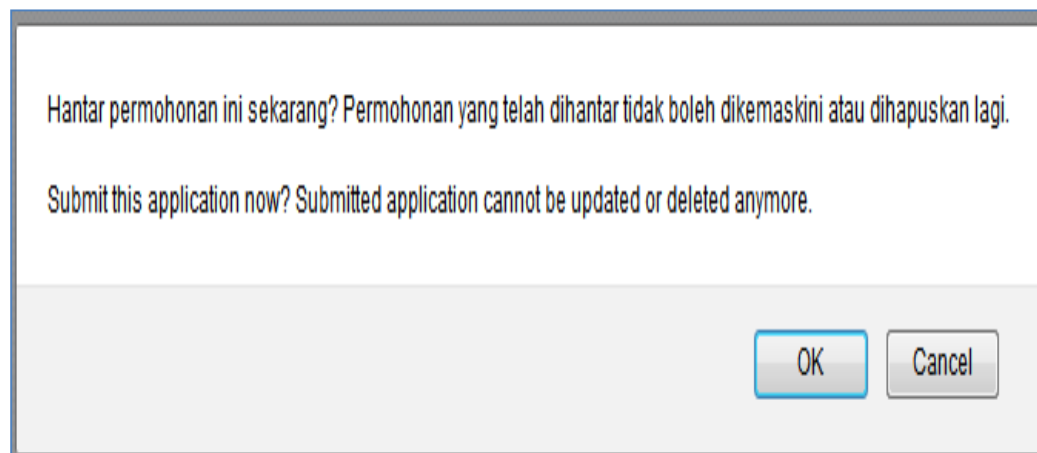 Hantar permohonan ini sekarang? Permohonan yang telah dihantar tidak boleh dikemaskini atau dihapuskan lagi.
Submit this application now? Submitted application cannot be updated or deleted anymore.
OK Cancel